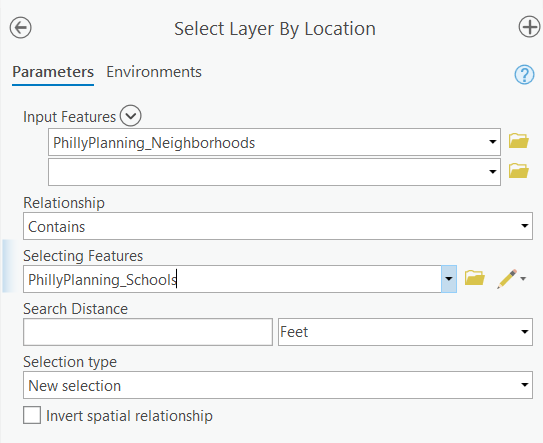 Select Layer By Location
Parameters Environments
Input Features
PhillyPlanning_Neighborhoods
Relationship
Contains
Selecting Features
PhillyPlanning_Schools
Search Distance
Feet
Selection type
New selection
Invert spatial relationship